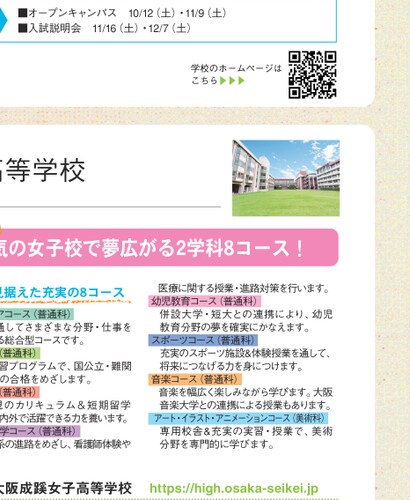 ■オープンキャンパス 10/12(土)・11/9(土)
■入試説明会 11/16(土)・12/7(土)
学校のホームページは
こちら▶▶▶
高等学校
気の女子校で夢広がる2学科8コース！
見据えた充実の8コース
アコース(普通科)
通してさまざまな分野・仕事を
る総合型コースです。
(普通科)
習プログラムで、国公立・難関
の合格をめざします。
(普通科)
のカリキュラム＆短期留学
内外で活躍できる力を養います。
学コース(普通科)
系の進路をめざし、看護師体験や
医療に関する授業・進路対策を行います。
幼児教育コース(普通科)
併設大学・短大との連携により、幼児
教育分野の夢を確実にかなえます。
スポーツコース(普通科)
充実のスポーツ施設&体験授業を通して、
将来につなげる力を身につけます。
音楽コース(普通科)
音楽を幅広く楽しみながら学びます。大阪
音楽大学との連携による授業もあります。
アート・イラスト・アニメーションコース(美術科)
専用校舎&充実の実習・授業で、美術
分野を専門的に学びます。
大阪成蹊女子高等学校 https://high.osaka-seikei.jp